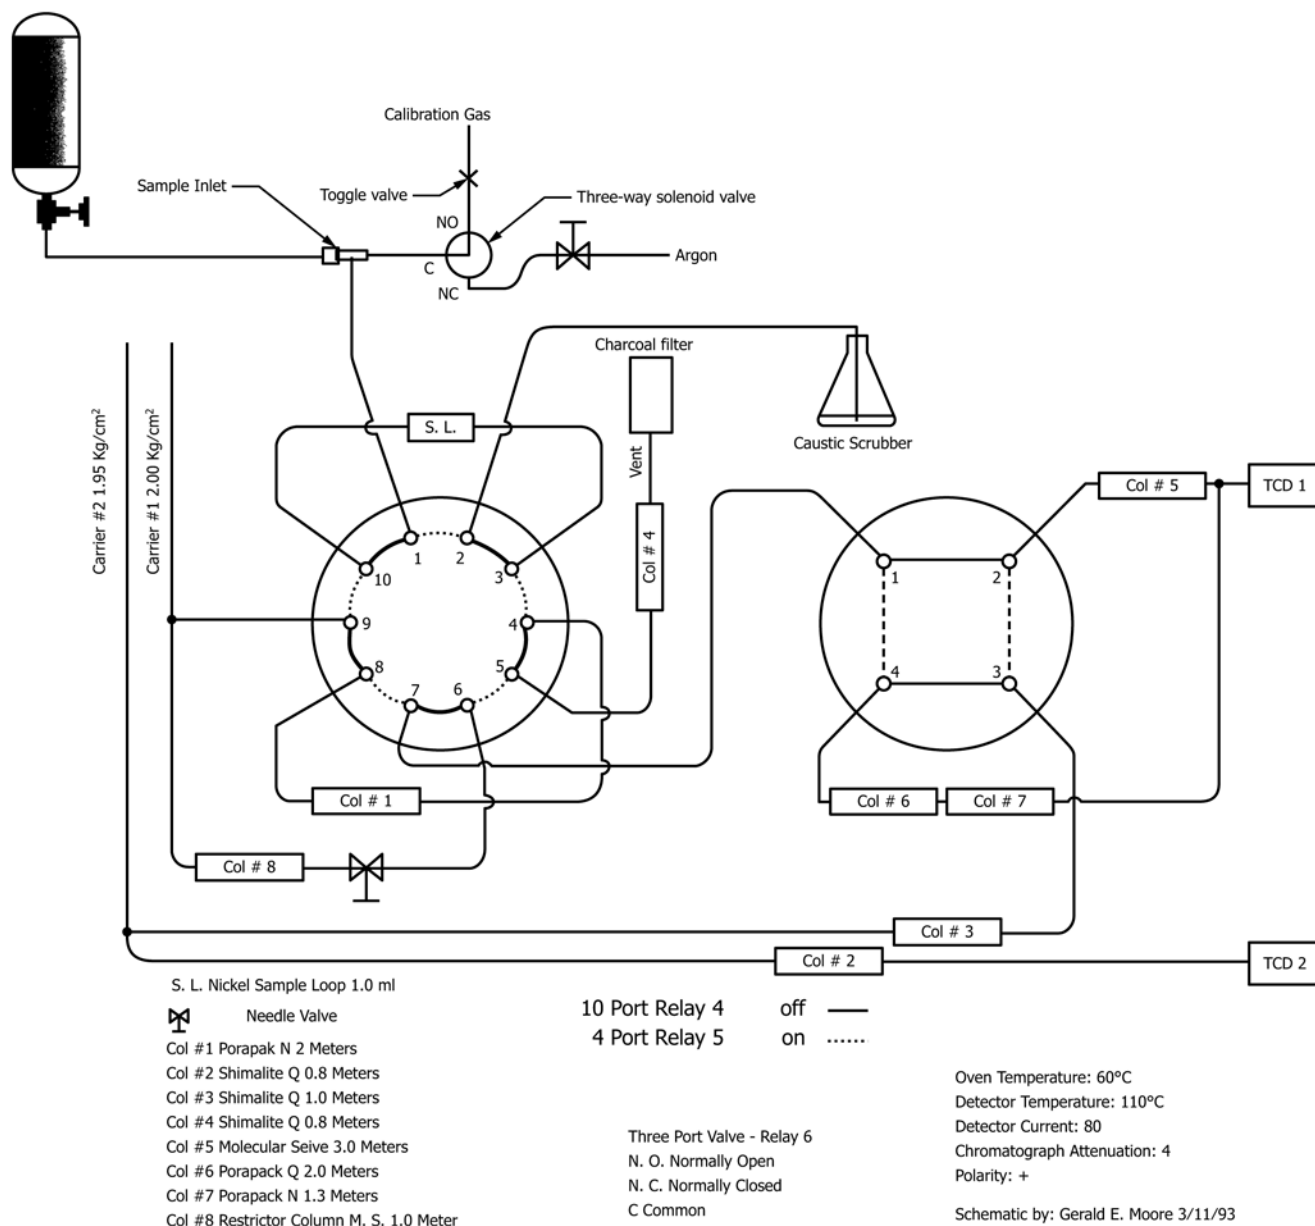 Calibration Gas
Sample Inlet
Toggle valve
Three-way solenoid valve
NO
C
NC
Argon
Charcoal filter
Caustic Scrubber
Carrier #2 1.95 Kg/cm²
Carrier #1 2.00 Kg/cm²
S. L.
Vent
Col # 4
Col # 5
TCD 1
1
2
3
4
5
6
7
8
9
10
1
2
3
4
Col # 1
Col # 6
Col # 7
Col # 8
Col # 3
Col # 2
TCD 2
S. L. Nickel Sample Loop 1.0 ml
Needle Valve
Col #1 Porapak N 2 Meters
Col #2 Shimalite Q 0.8 Meters
Col #3 Shimalite Q 1.0 Meters
Col #4 Shimalite Q 0.8 Meters
Col #5 Molecular Seive 3.0 Meters
Col #6 Porapack Q 2.0 Meters
Col #7 Porapack N 1.3 Meters
Col #8 Restrictor Column M. S. 1.0 Meter
10 Port Relay 4 off
4 Port Relay 5 on
Three Port Valve - Relay 6
N. O. Normally Open
N. C. Normally Closed
C Common
Oven Temperature: 60°C
Detector Temperature: 110°C
Detector Current: 80
Chromatograph Attenuation: 4
Polarity: +
Schematic by: Gerald E. Moore 3/11/93